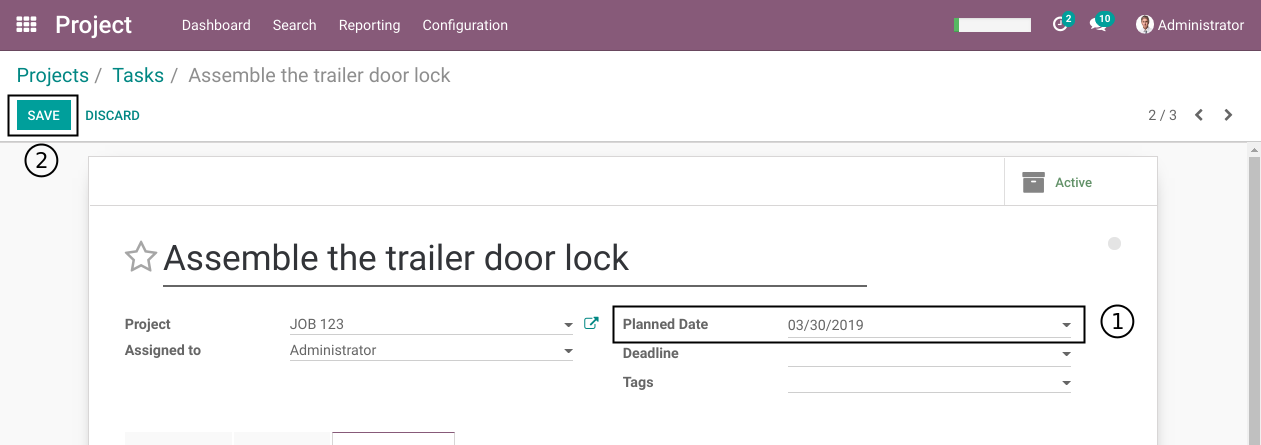 Project Dashboard Search Reporting Configuration 2 10 Administrator
Projects / Tasks / Assemble the trailer door lock
SAVE DISCARD 2 / 3
2
Active
Assemble the trailer door lock
Project JOB 123 Planned Date 03/30/2019 1
Assigned to Administrator Deadline
Tags